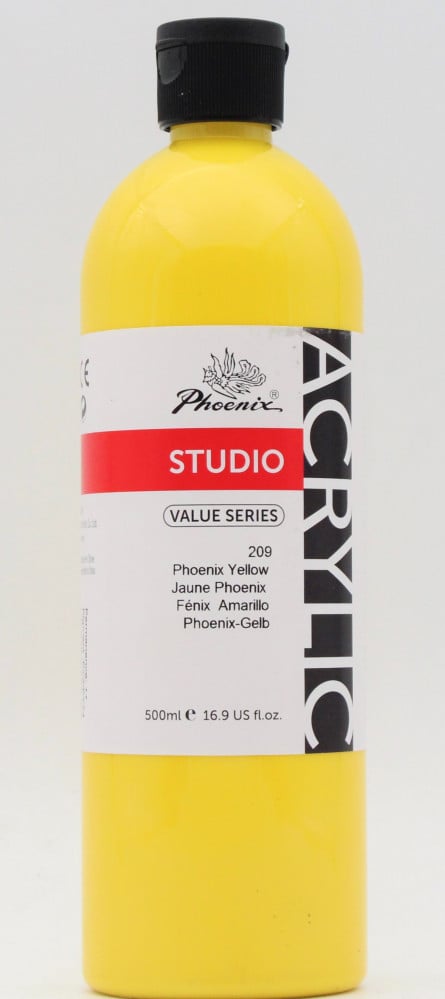 Phoenix®
STUDIO
VALUE SERIES
209
Phoenix Yellow
Jaune Phoenix
Fénix Amarillo
Phoenix-Gelb
500ml e 16.9 US fl.oz.
ACRYLIC
CE